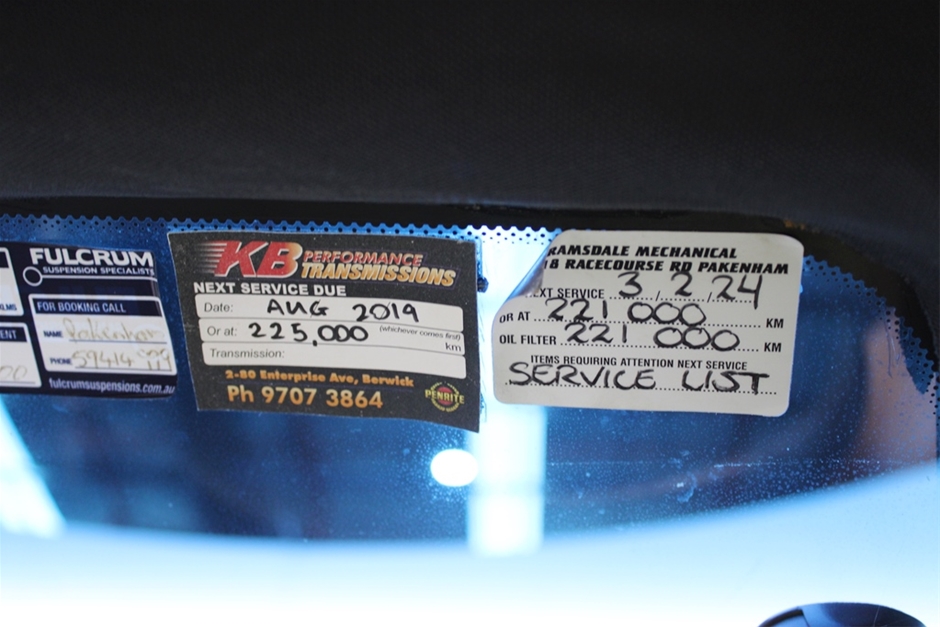 FULCRUM
SUSPENSION SPECIALISTS
FOR BOOKING CALL
NAME Pakenham
PHONE
fulcrumsuspensions.com.au
KB PERFORMANCE
TRANSMISSIONS
NEXT SERVICE DUE
Date: AUG 2019
Or at: 225,000 (whichever comes first) km
Transmission:
2-80 Enterprise Ave, Berwick
Ph 9707 3864
PENRITE
RAMSDALE MECHANICAL
18 RACECOURSE RD PAKENHAM
SERVICE 3/2/24
OR AT 221 000 KM
OIL FILTER 221 000 KM
ITEMS REQUIRING ATTENTION NEXT SERVICE
SERVICE LIST